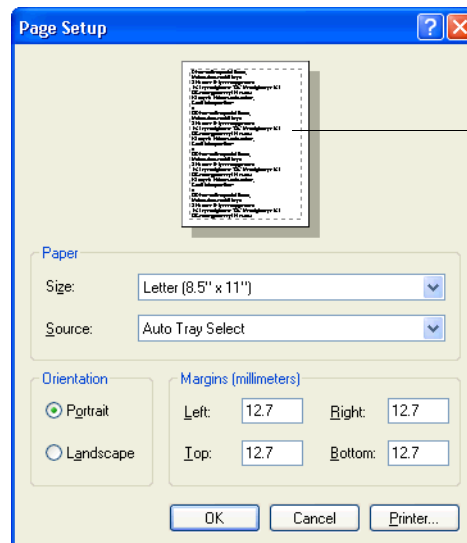 Page Setup
Paper
Size: Letter (8.5" x 11")
Source: Auto Tray Select
Orientation Margins (millimeters)
Portrait Left: 12.7 Right: 12.7
Landscape Top: 12.7 Bottom: 12.7
OK Cancel Printer...